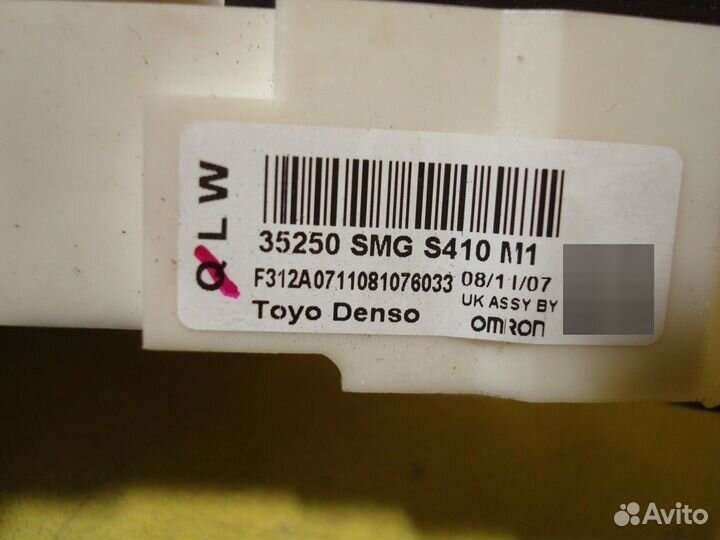 QLW
35250 SMG S410 M1
F312A0711081076033 08/11/07
UK ASSY BY
Toyo Denso OMRON
Avito